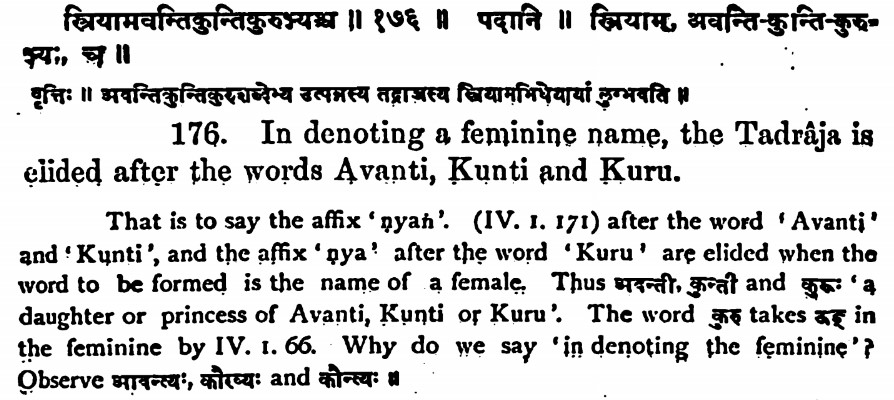 स्त्रियामवन्तिकुन्तिकुरुभ्यश्च ॥ १७६ ॥ पदानि ॥ स्त्रियाम्, अवन्ति-कुन्ति-कुरु-
भ्यः, च ॥
वृत्तिः ॥ अवन्तिकुन्तिकुरुशब्देभ्य उत्पन्नस्य तद्राजस्य स्त्रियामभिधेयायां लुग्भवति ॥
176. In denoting a feminine name, the Tadrâja is
elided after the words Avanti, Kunti and Kuru.
That is to say the affix 'ṇyaṅ'. (IV. 1. 171) after the word 'Avanti'
and 'Kunti', and the affix 'ṇya' after the word 'Kuru' are elided when the
word to be formed is the name of a female. Thus अवन्ती, कुन्ती and कुरूः 'a
daughter or princess of Avanti, Kunti or Kuru'. The word कुरु takes ऊङ् in
the feminine by IV. 1. 66. Why do we say 'in denoting the feminine'?
Observe आवन्त्यः, कौरव्यः and कौन्त्यः ॥